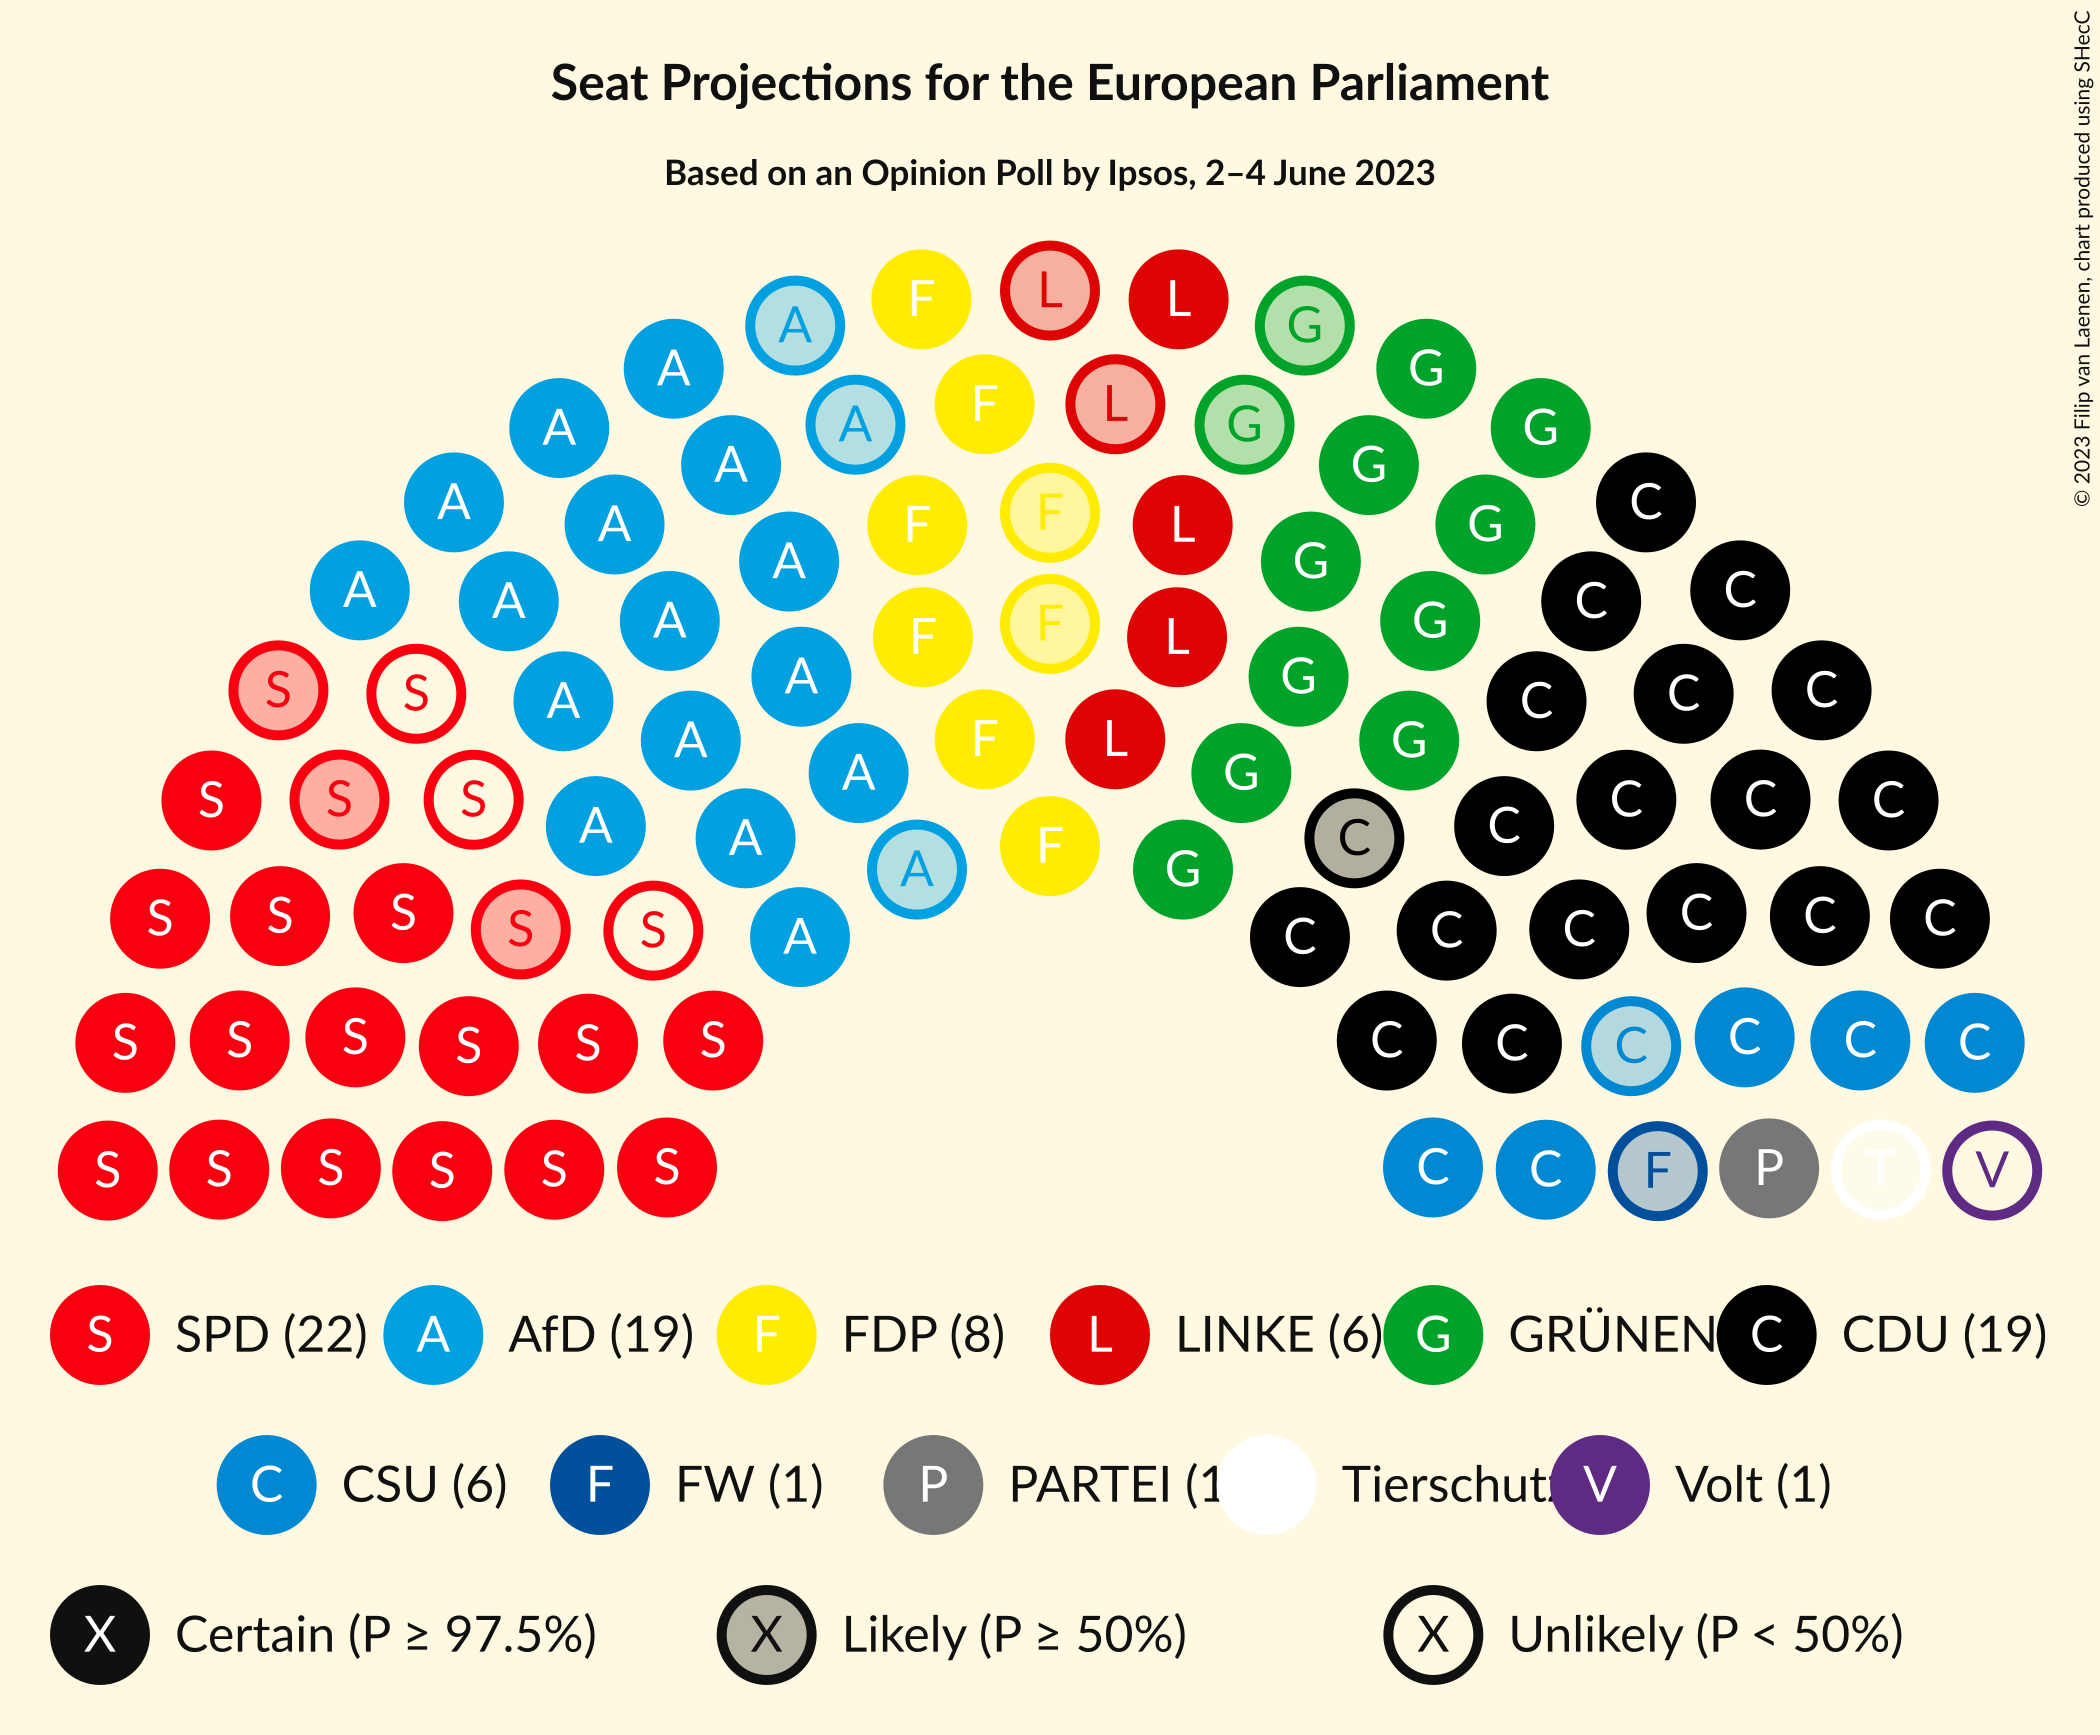 Seat Projections for the European Parliament
Based on an Opinion Poll by Ipsos, 2–4 June 2023
© 2023 Filip van Laenen, chart produced using SHecC
A F L L G
A A F L G G
A A A F F L G G G
A A A F F L G G G C
A A A A F L G G C C
S S A A A A F G C C C C
S S S A A A F G C C C C C
S S S S S A C C C C C C
S S S S S S C C C C C C
S S S S S S C C F P T V
S SPD (22) A AfD (19) F FDP (8) L LINKE (6) G GRÜNEN C CDU (19)
C CSU (6) F FW (1) P PARTEI (1 Tierschutz V Volt (1)
X Certain (P ≥ 97.5%) X Likely (P ≥ 50%) X Unlikely (P < 50%)